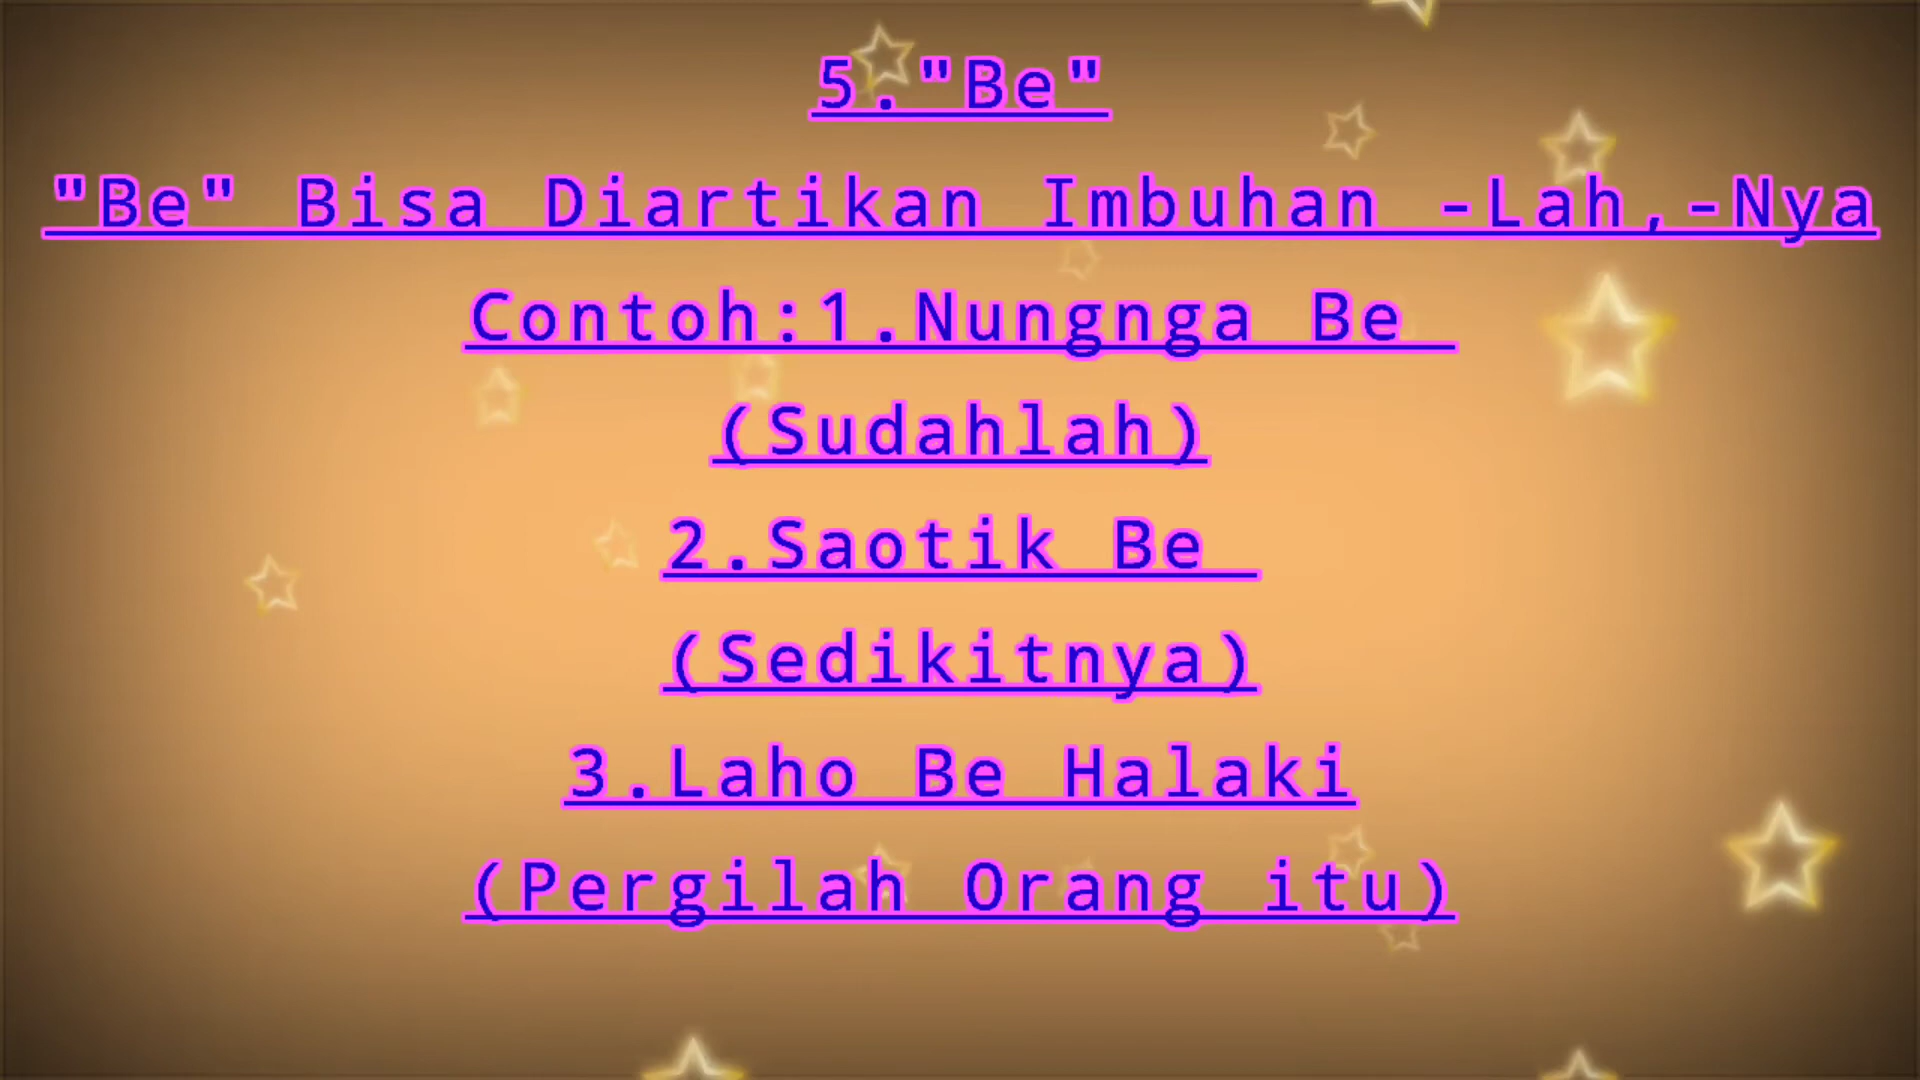 5."Be"
"Be" Bisa Diartikan Imbuhan -Lah,-Nya
Contoh:1.Nungnga Be
(Sudahlah)
2.Saotik Be
(Sedikitnya)
3.Laho Be Halaki
(Pergilah Orang itu)